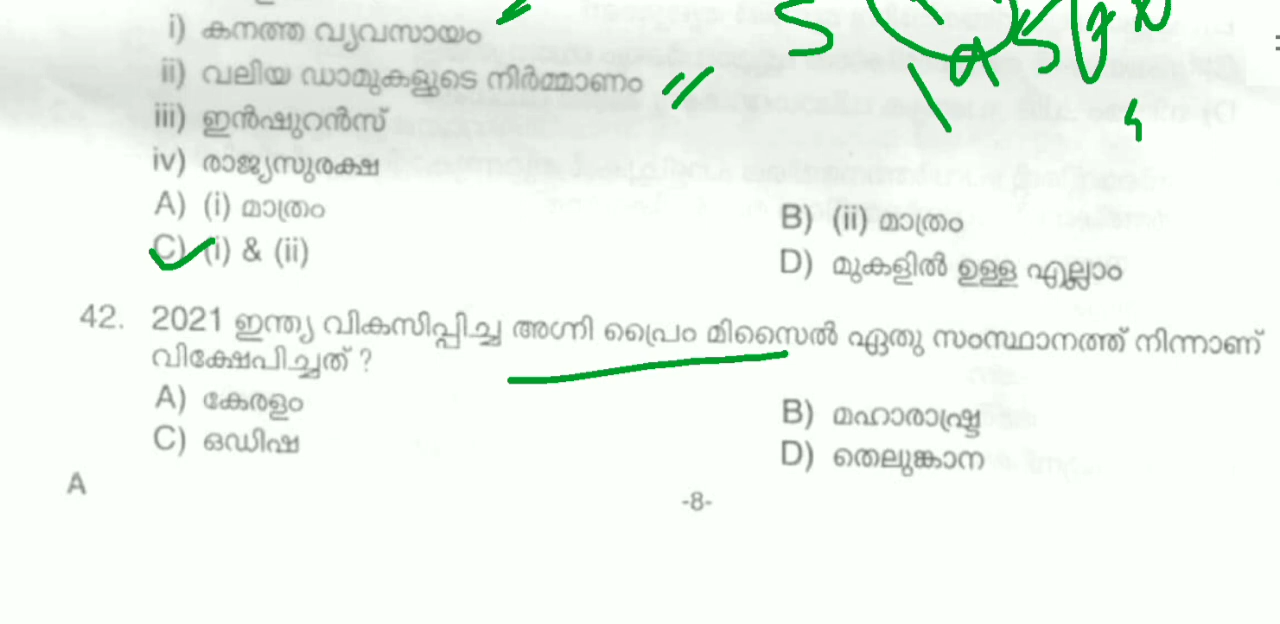 i) കനത്ത വ്യവസായം
ii) വലിയ ഡാമുകളുടെ നിർമ്മാണം
iii) ഇൻഷുറൻസ്
iv) രാജ്യസുരക്ഷ
A) (i) മാത്രം B) (ii) മാത്രം
C) (i) & (ii) D) മുകളിൽ ഉള്ള എല്ലാം
42. 2021 ഇന്ത്യ വികസിപ്പിച്ച അഗ്നി പ്രൈം മിസൈൽ ഏതു സംസ്ഥാനത്ത് നിന്നാണ്
വിക്ഷേപിച്ചത് ?
A) കേരളം B) മഹാരാഷ്ട്ര
C) ഒഡിഷ D) തെലുങ്കാന
A -8-